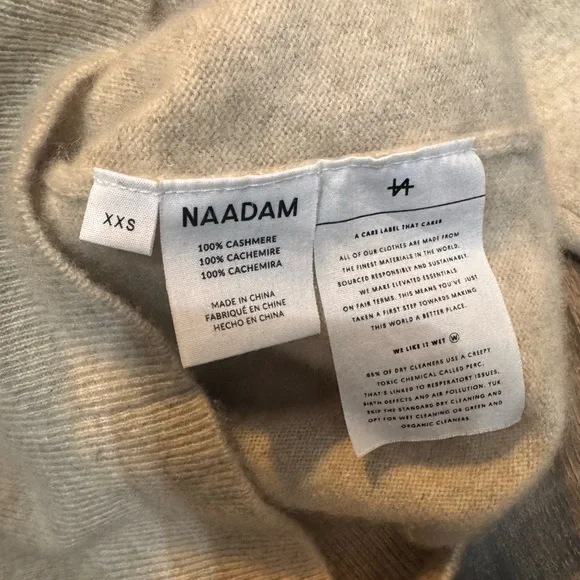 XXS
NAADAM
100% CASHMERE
100% CACHEMIRE
100% CACHEMIRA
MADE IN CHINA
FABRIQUÉ EN CHINE
HECHO EN CHINA
A CARE LABEL THAT CARES
ALL OF OUR CLOTHES ARE MADE FROM
THE FINEST MATERIALS IN THE WORLD,
SOURCED RESPONSIBLY AND SUSTAINABLY.
WE MAKE ELEVATED ESSENTIALS
ON FAIR TERMS. THIS MEANS YOU'VE JUST
TAKEN A FIRST STEP TOWARDS MAKING
THIS WORLD A BETTER PLACE.
WE LIKE IT WET W
85% OF DRY CLEANERS USE A CREEPY
TOXIC CHEMICAL CALLED PERC.
THAT'S LINKED TO RESPIRATORY ISSUES,
BIRTH DEFECTS AND AIR POLLUTION. YUK.
SKIP THE STANDARD DRY CLEANING AND
OPT FOR WET CLEANING OR GREEN AND
ORGANIC CLEANERS.